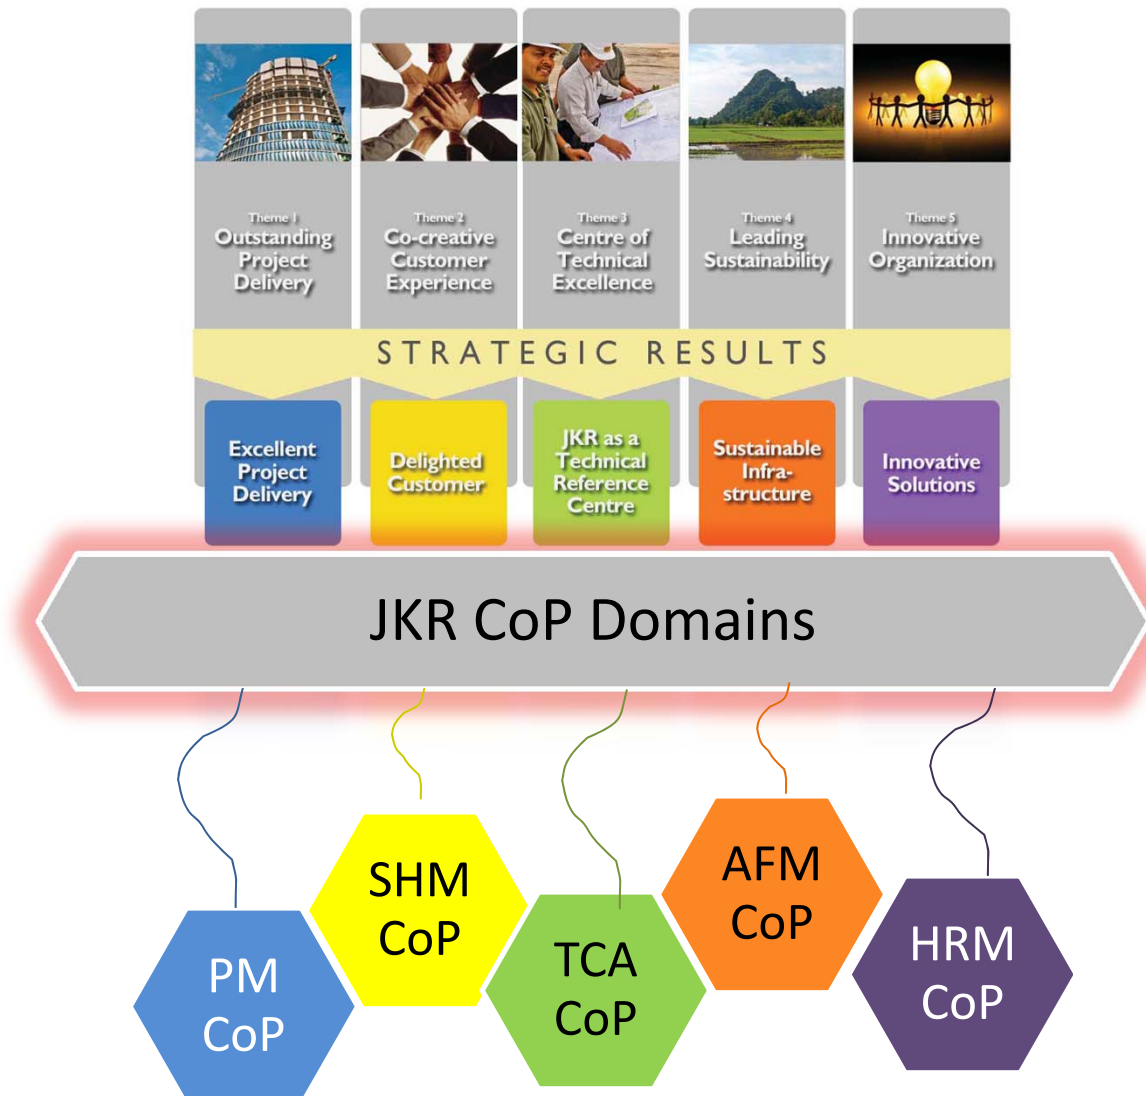 Theme 1
Outstanding
Project
Delivery
Theme 2
Co-creative
Customer
Experience
Theme 3
Centre of
Technical
Excellence
Theme 4
Leading
Sustainability
Theme 5
Innovative
Organization
STRATEGIC RESULTS
Excellent
Project
Delivery
Delighted
Customer
JKR as a
Technical
Reference
Centre
Sustainable
Infra-
structure
Innovative
Solutions
JKR CoP Domains
PM
CoP
SHM
CoP
TCA
CoP
AFM
CoP
HRM
CoP